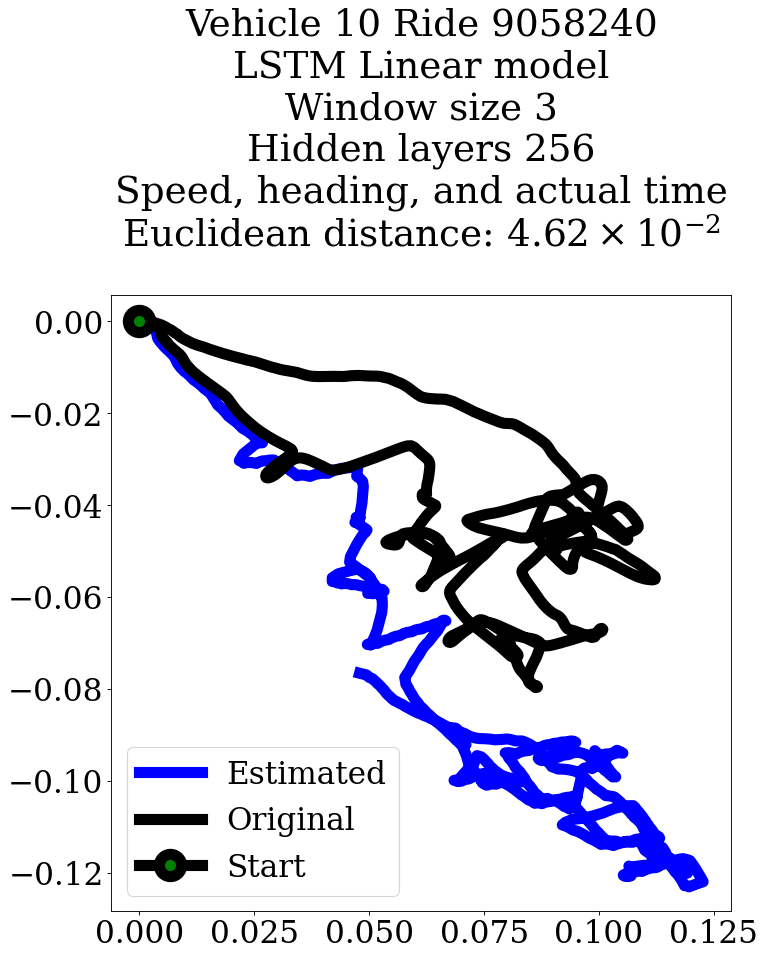 Vehicle 10 Ride 9058240
LSTM Linear model
Window size 3
Hidden layers 256
Speed, heading, and actual time
Euclidean distance: 4.62 × 10⁻²
0.00
−0.02
−0.04
−0.06
−0.08
−0.10
−0.12
Estimated
Original
Start
0.000 0.025 0.050 0.075 0.100 0.125